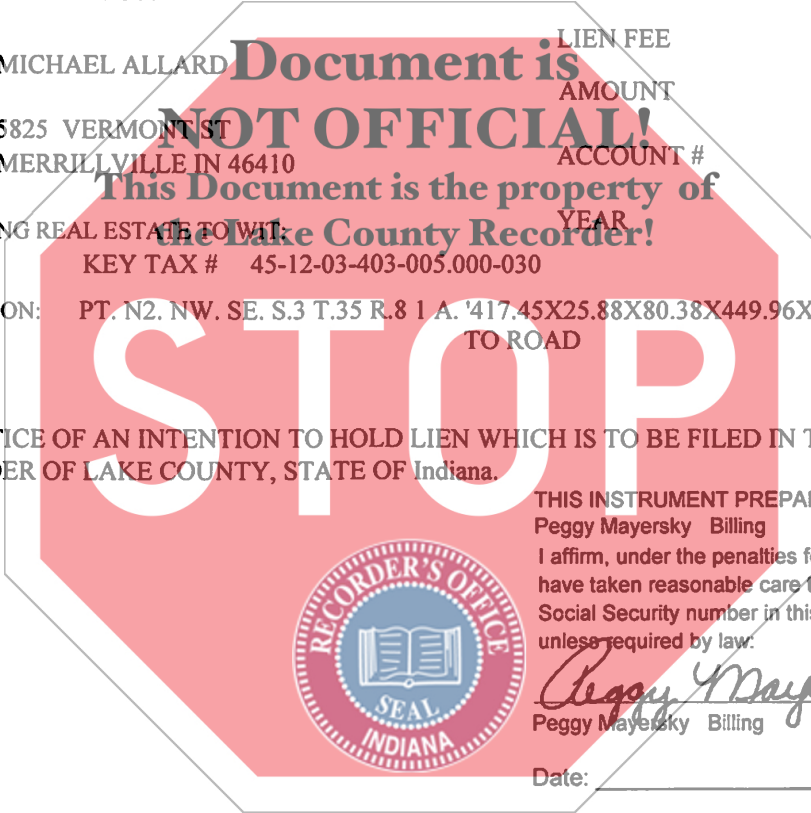 LIEN FEE
MICHAEL ALLARD
Document is
AMOUNT
5825 VERMONT ST
NOT OFFICIAL!
MERRILLVILLE IN 46410
ACCOUNT #
This Document is the property of
YEAR
NG REAL ESTATE TO WIT:
the Lake County Recorder!
KEY TAX # 45-12-03-403-005.000-030
ON: PT. N2. NW. SE. S.3 T.35 R.8 1 A. '417.45X25.88X80.38X449.96X
TO ROAD
STOP
TICE OF AN INTENTION TO HOLD LIEN WHICH IS TO BE FILED IN T
ER OF LAKE COUNTY, STATE OF Indiana.
THIS INSTRUMENT PREPAR
Peggy Mayersky Billing
I affirm, under the penalties f
have taken reasonable care t
Social Security number in this
unless required by law:
RECORDER'S OFFICE
SEAL
INDIANA
Peggy May
Peggy Mayersky Billing
Date: